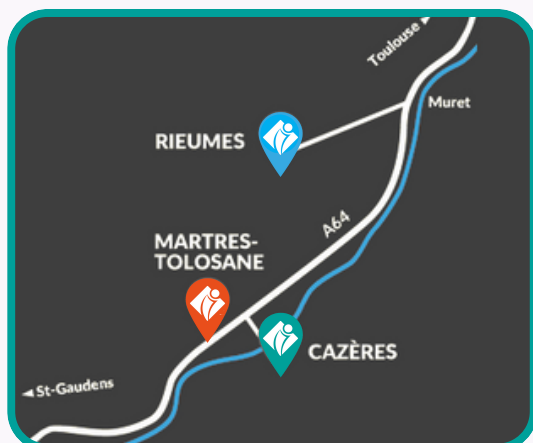 Toulouse
Muret
RIEUMES
A64
MARTRES-
TOLOSANE
CAZÈRES
St-Gaudens